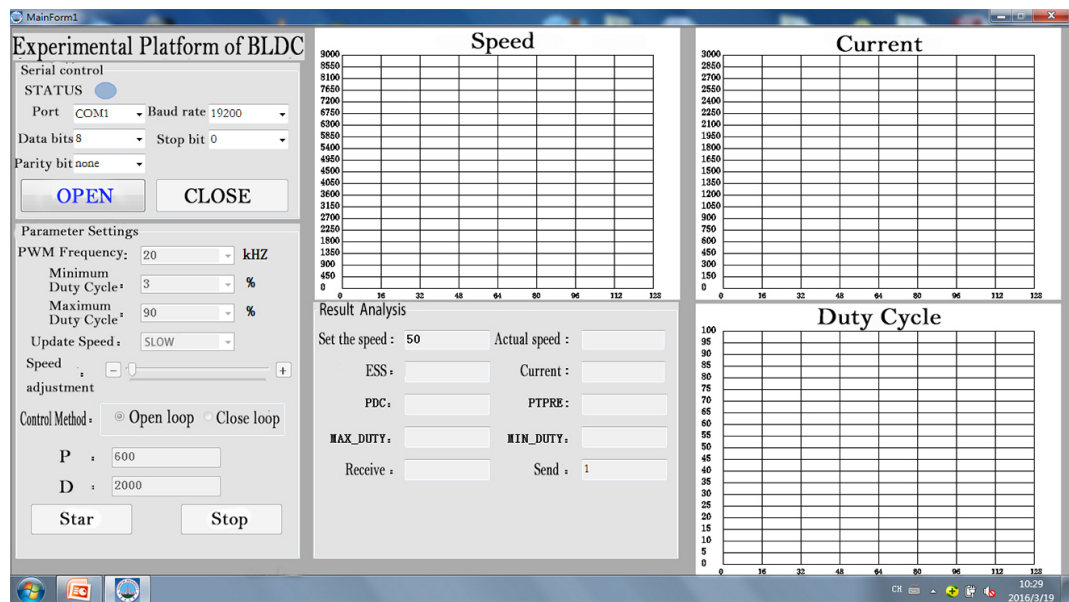 MainForm1
Experimental Platform of BLDC
Serial control
STATUS
Port COM1 Baud rate 19200
Data bits 8 Stop bit 0
Parity bit none
OPEN CLOSE
Parameter Settings
PWM Frequency: 20 kHZ
Minimum
Duty Cycle: 3 %
Maximum
Duty Cycle: 90 %
Update Speed: SLOW
Speed
adjustment : - +
Control Method: Open loop Close loop
P : 600
D : 2000
Star Stop
Speed
9000
8550
8100
7650
7200
6750
6300
5850
5400
4950
4500
4050
3600
3150
2700
2250
1800
1350
900
450
0
0 16 32 48 64 80 96 112 128
Result Analysis
Set the speed: 50 Actual speed:
ESS: Current:
PDC: PTPRE:
MAX_DUTY: MIN_DUTY:
Receive: Send: 1
Current
3000
2850
2700
2550
2400
2250
2100
1950
1800
1650
1500
1350
1200
1050
900
750
600
450
300
150
0
0 16 32 48 64 80 96 112 128
Duty Cycle
100
95
90
85
80
75
70
65
60
55
50
45
40
35
30
25
20
15
10
5
0
0 16 32 48 64 80 96 112 128
CH
10:29
2016/3/19